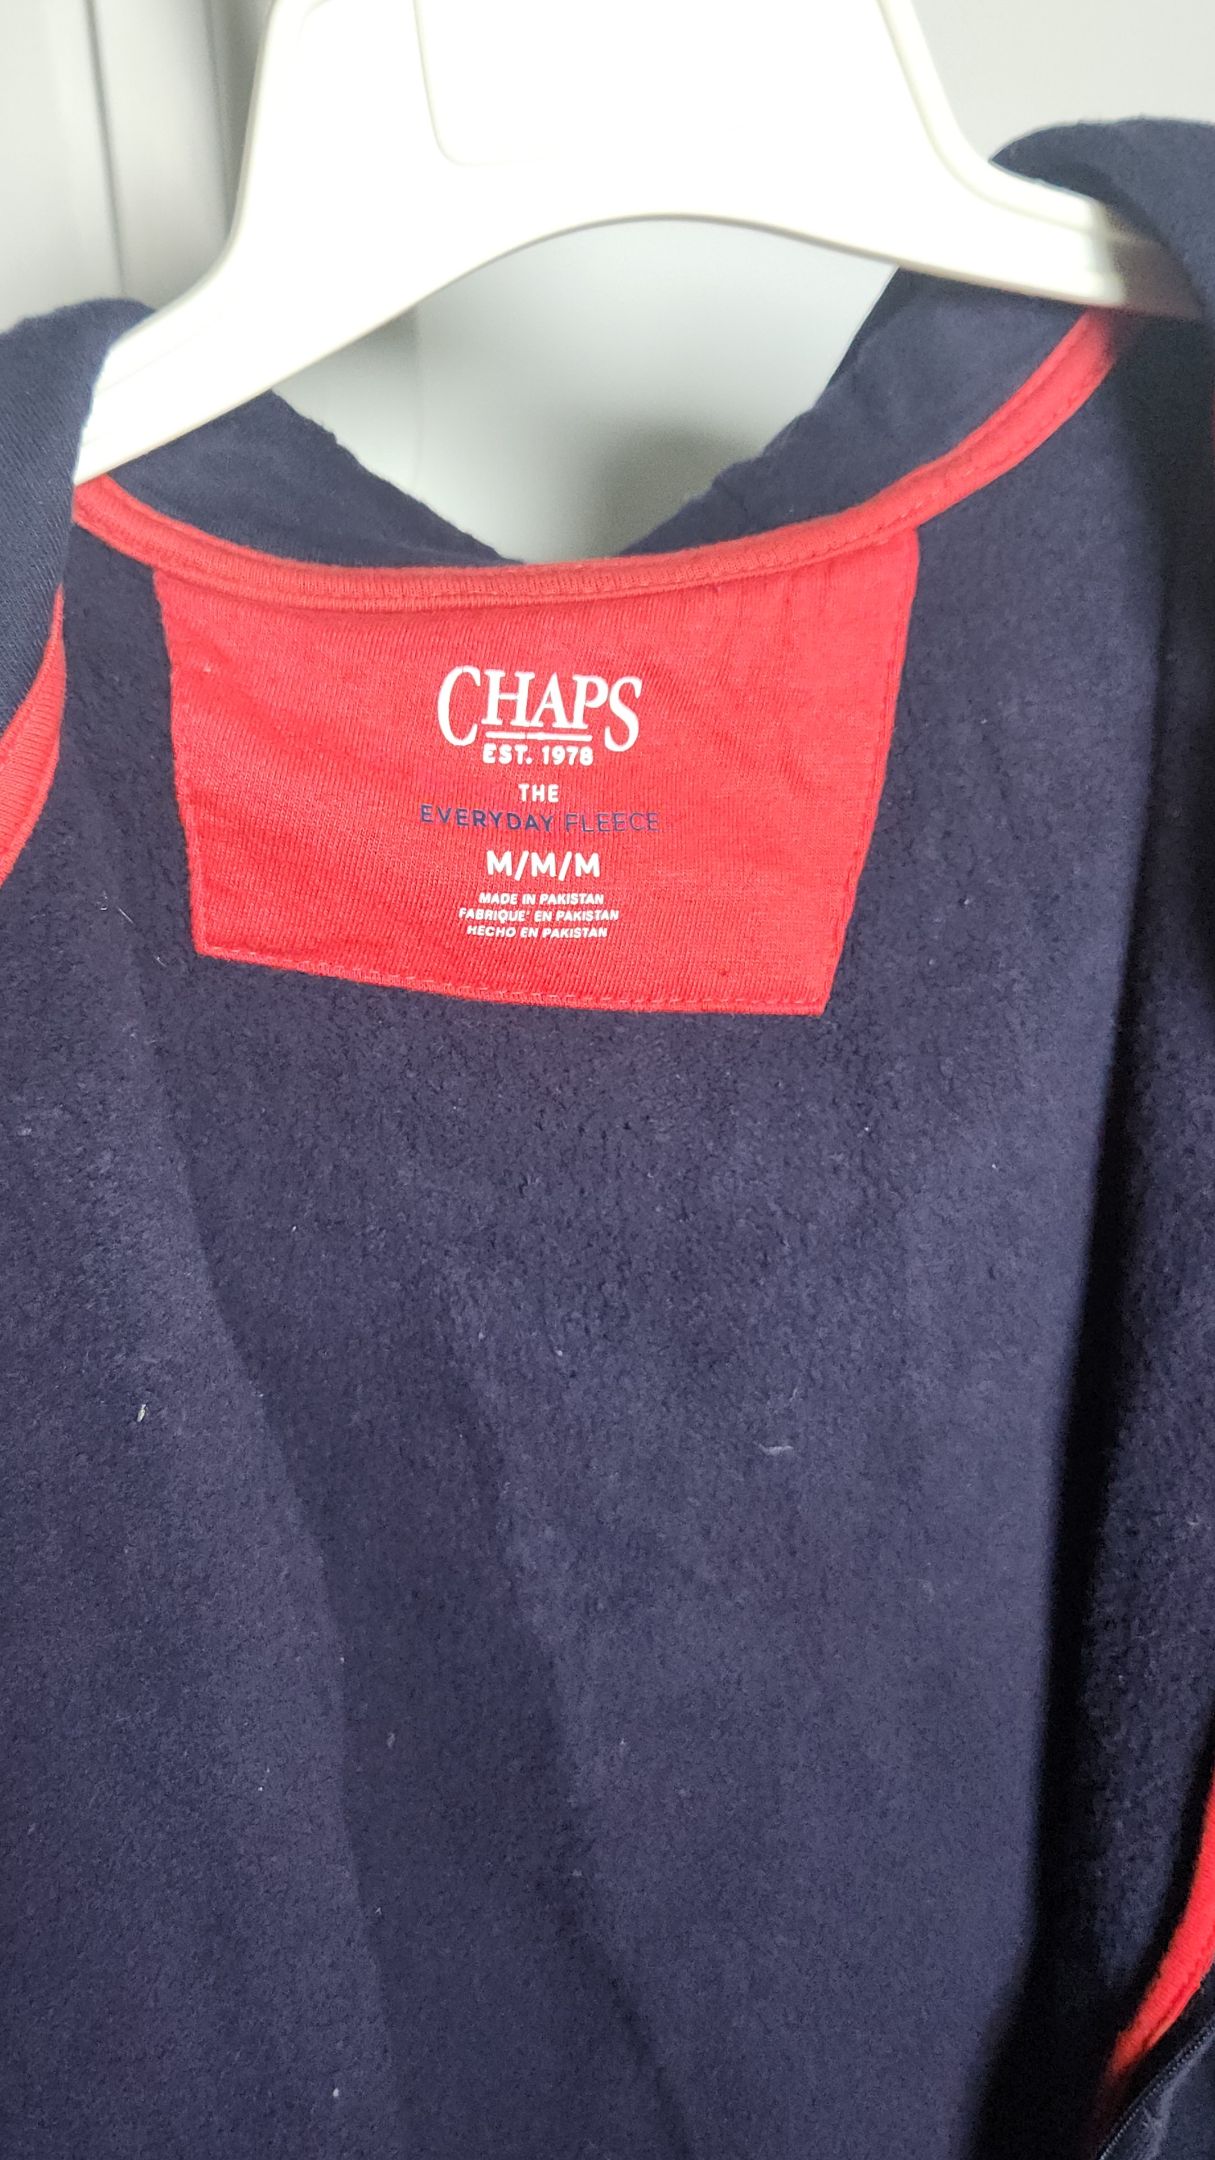 CHAPS
EST. 1978
THE
EVERYDAY FLEECE
M/M/M
MADE IN PAKISTAN
FABRIQUE' EN PAKISTAN
HECHO EN PAKISTAN